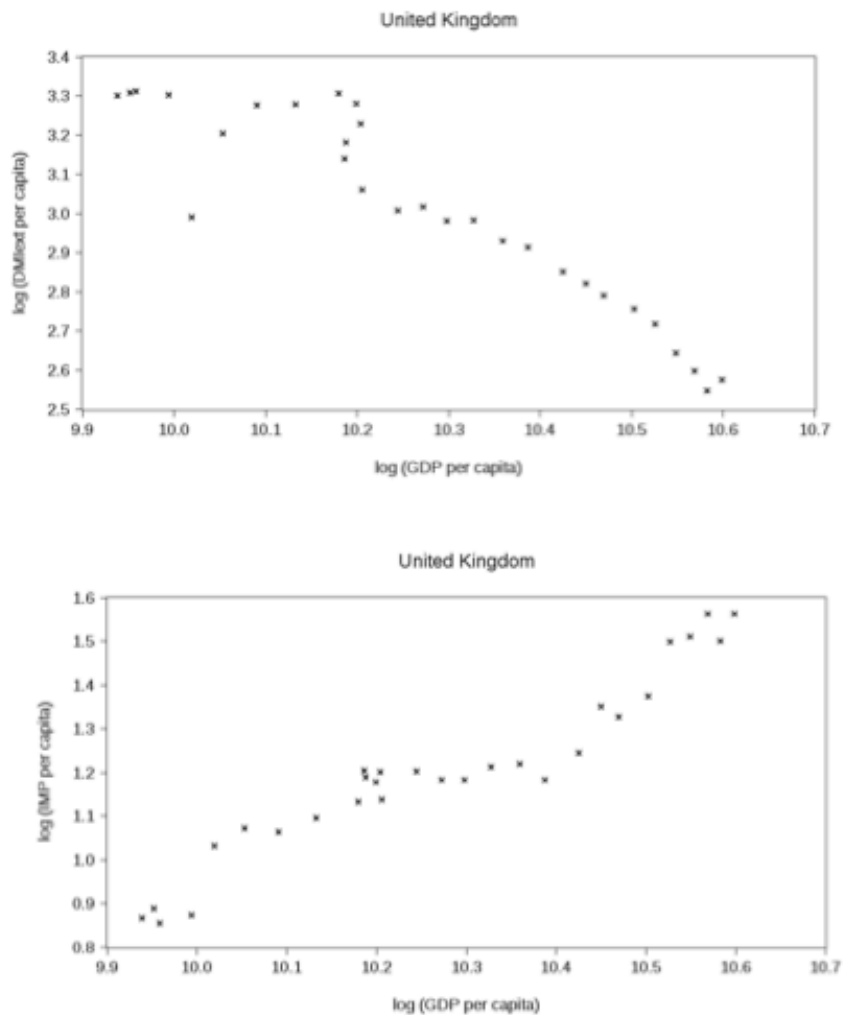 United Kingdom
3.4
3.3
3.2
3.1
3.0
2.9
2.8
2.7
2.6
2.5
log (DMIext per capita)
9.9 10.0 10.1 10.2 10.3 10.4 10.5 10.6 10.7
log (GDP per capita)
United Kingdom
1.6
1.5
1.4
1.3
1.2
1.1
1.0
0.9
0.8
log (IMP per capita)
9.9 10.0 10.1 10.2 10.3 10.4 10.5 10.6 10.7
log (GDP per capita)